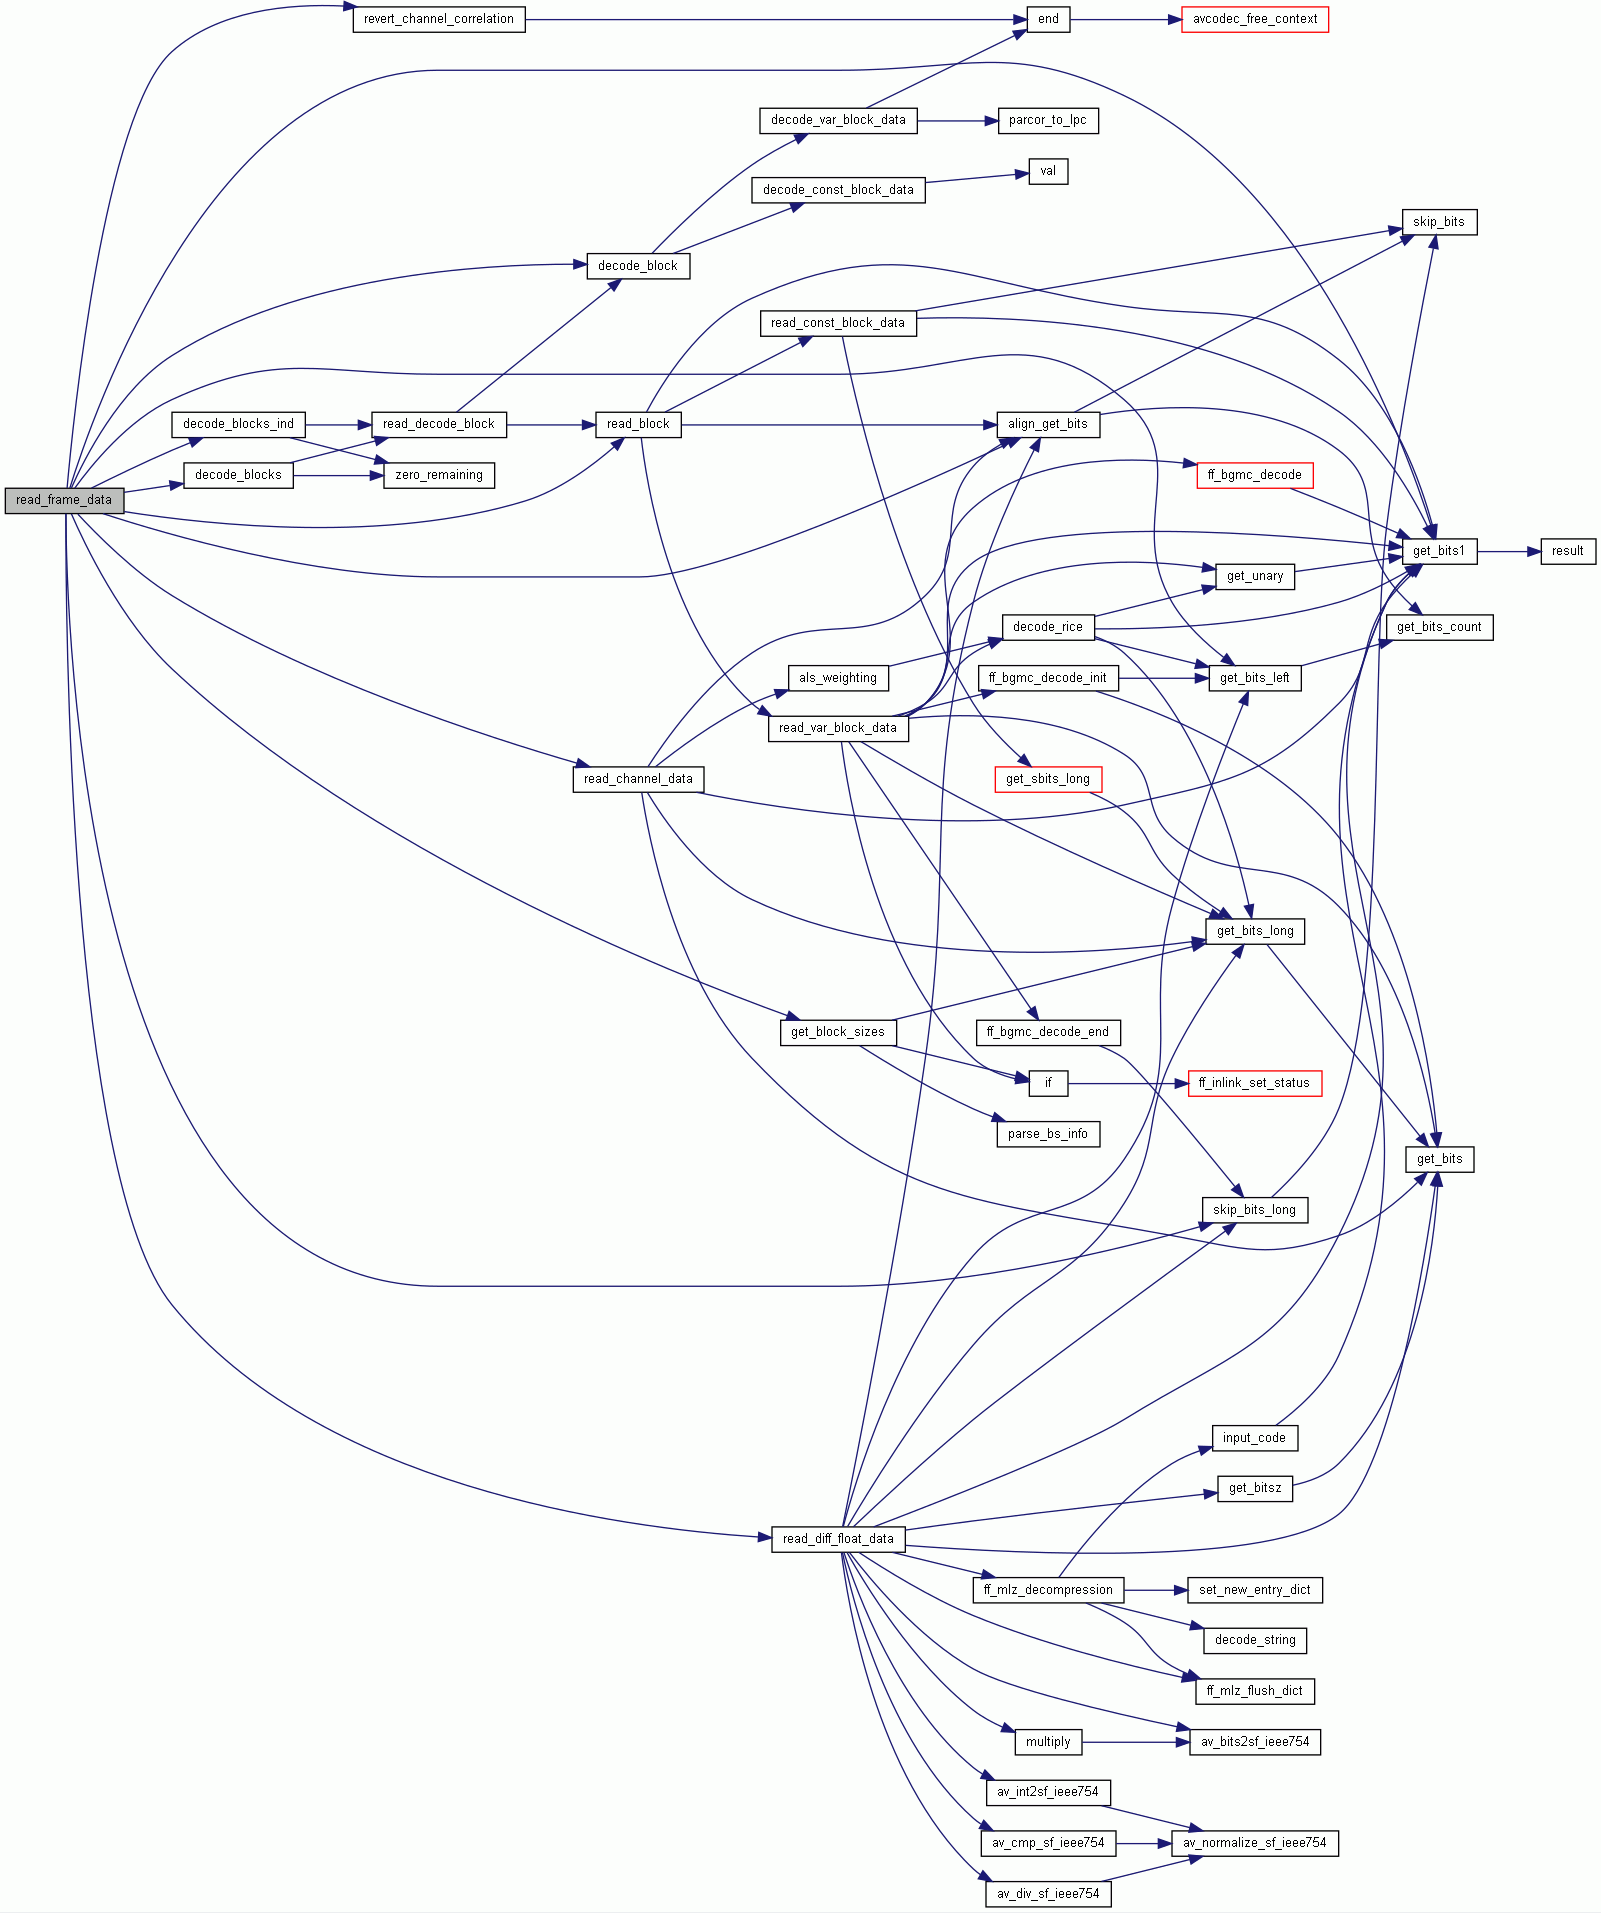 revert_channel_correlation
end
avcodec_free_context
decode_var_block_data
parcor_to_lpc
val
decode_const_block_data
skip_bits
decode_block
read_const_block_data
decode_blocks_ind
read_decode_block
read_block
align_get_bits
decode_blocks
zero_remaining
ff_bgmc_decode
read_frame_data
get_bits1
result
get_unary
decode_rice
get_bits_count
als_weighting
ff_bgmc_decode_init
get_bits_left
read_var_block_data
read_channel_data
get_sbits_long
get_bits_long
get_block_sizes
ff_bgmc_decode_end
if
ff_inlink_set_status
parse_bs_info
get_bits
skip_bits_long
input_code
get_bitsz
read_diff_float_data
ff_mlz_decompression
set_new_entry_dict
decode_string
ff_mlz_flush_dict
multiply
av_bits2sf_ieee754
av_int2sf_ieee754
av_cmp_sf_ieee754
av_normalize_sf_ieee754
av_div_sf_ieee754